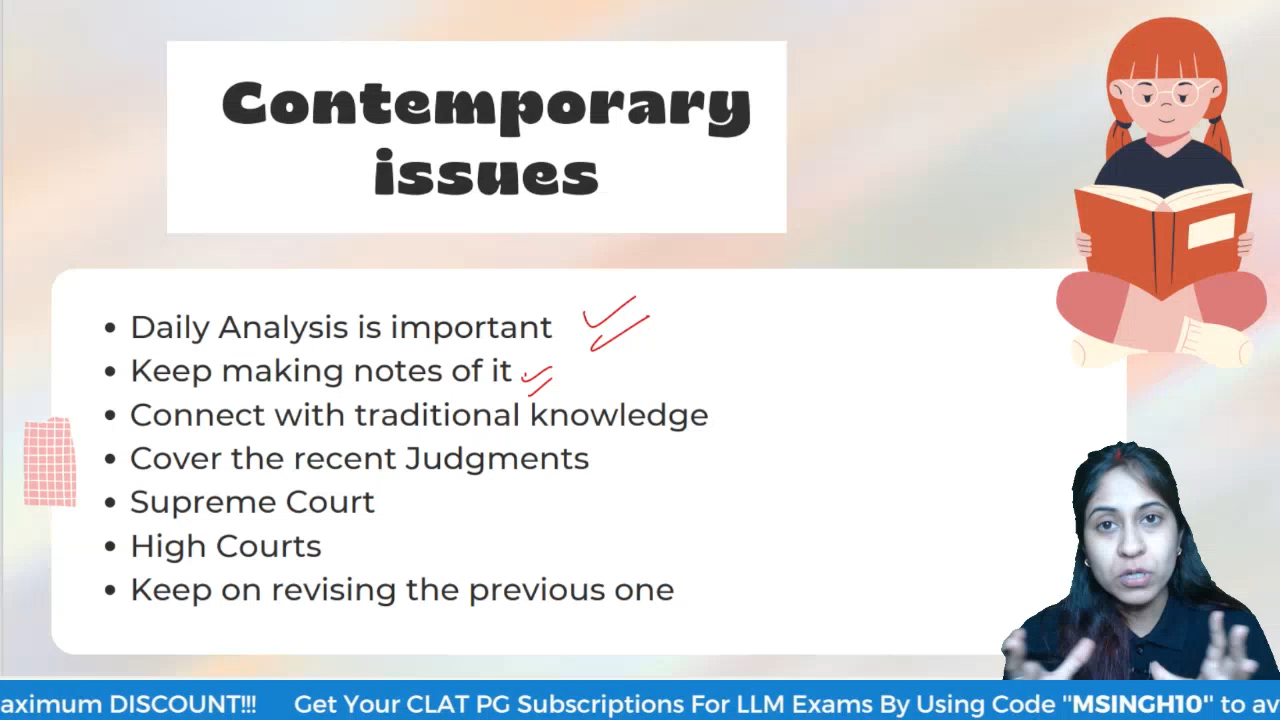 Contemporary
issues
• Daily Analysis is important
• Keep making notes of it
• Connect with traditional knowledge
• Cover the recent Judgments
• Supreme Court
• High Courts
• Keep on revising the previous one
DISCOUNT!!! Get Your CLAT PG Subscriptions For LLM Exams By Using Code "MSINGH10" to